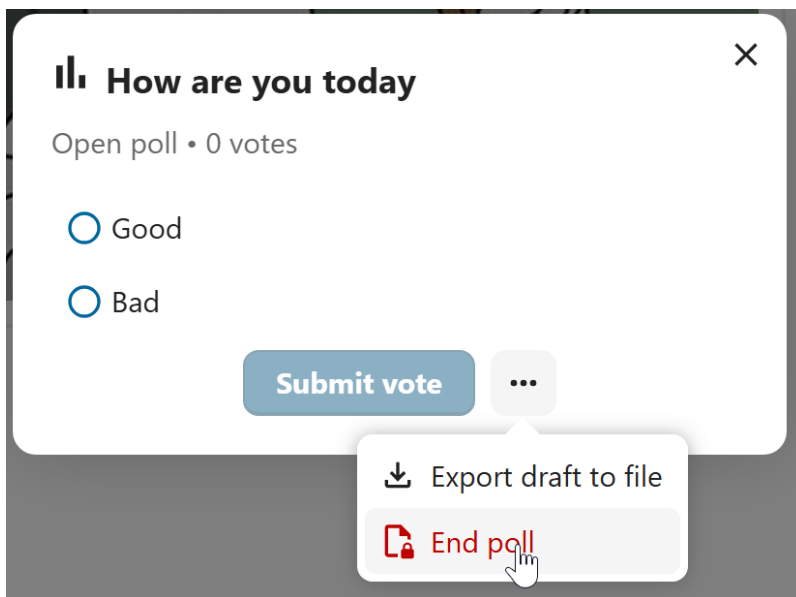 How are you today
Open poll • 0 votes
Good
Bad
Submit vote
Export draft to file
End poll